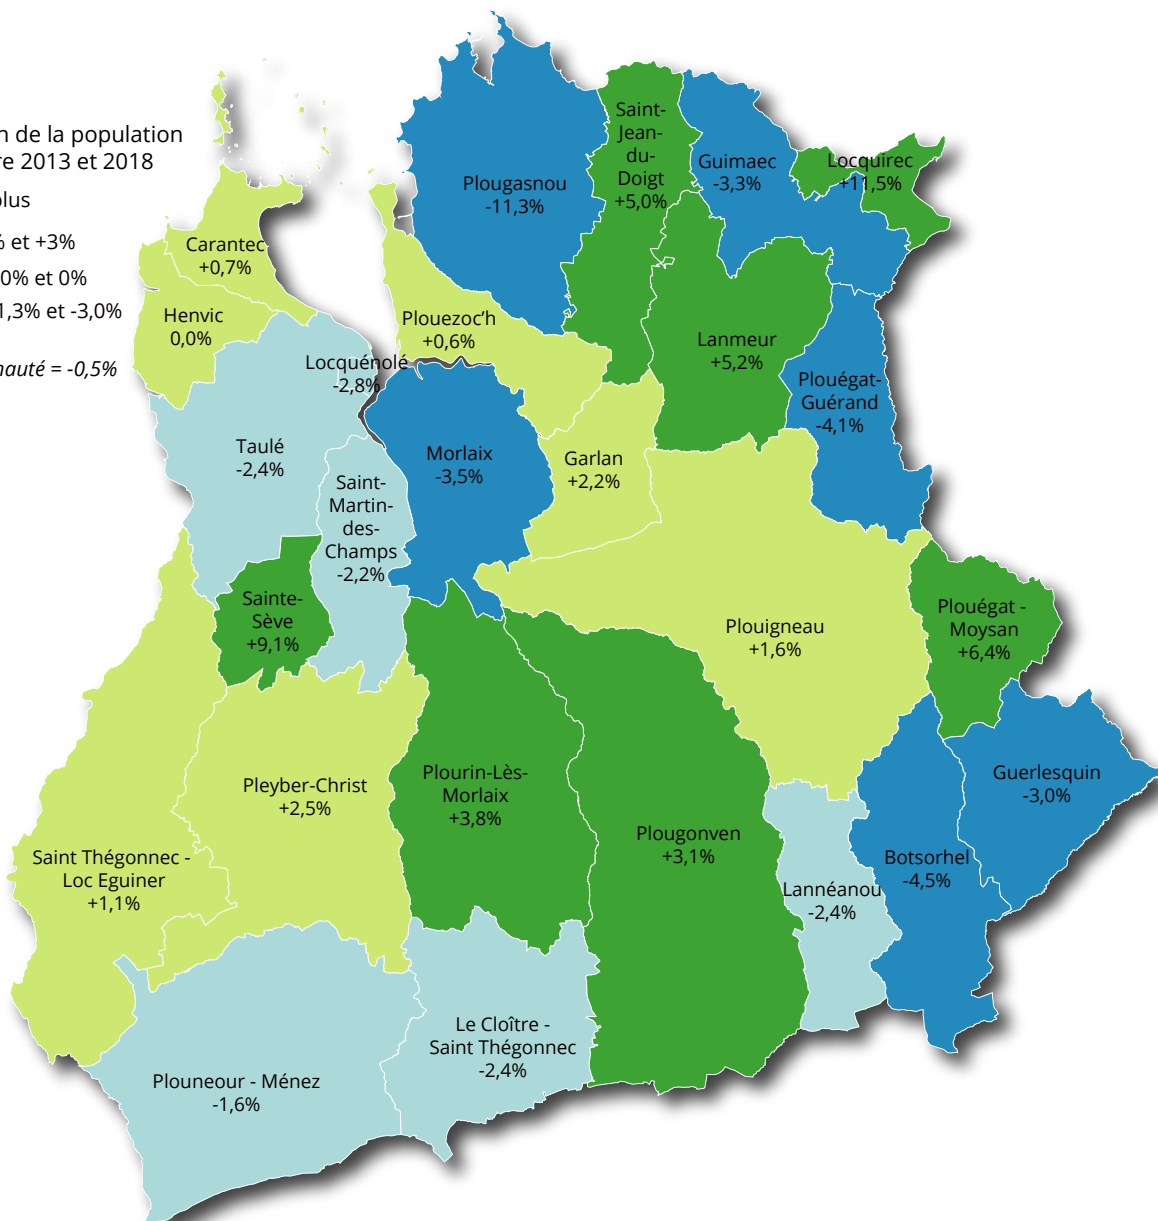 de la population
2013 et 2018
et +3%
0% et 0%
et -3,0%
= -0,5%
Saint-
Jean-
du-
Doigt
+5,0%
Guimaec
-3,3%
Locquirec
+11,5%
Plougasnou
-11,3%
Carantec
+0,7%
Henvic
0,0%
Plouezoc'h
+0,6%
Lanmeur
+5,2%
Locquénolé
-2,8%
Plouégat-
Guérand
-4,1%
Taulé
-2,4%
Morlaix
-3,5%
Garlan
+2,2%
Saint-
Martin-
des-
Champs
-2,2%
Sainte-
Sève
+9,1%
Plouigneau
+1,6%
Plouégat -
Moysan
+6,4%
Pleyber-Christ
+2,5%
Plourin-Lès-
Morlaix
+3,8%
Guerlesquin
-3,0%
Plougonven
+3,1%
Saint Thégonnec -
Loc Eguiner
+1,1%
Botsorhel
-4,5%
Lannéanou
-2,4%
Le Cloître -
Saint Thégonnec
-2,4%
Plouneour - Ménez
-1,6%